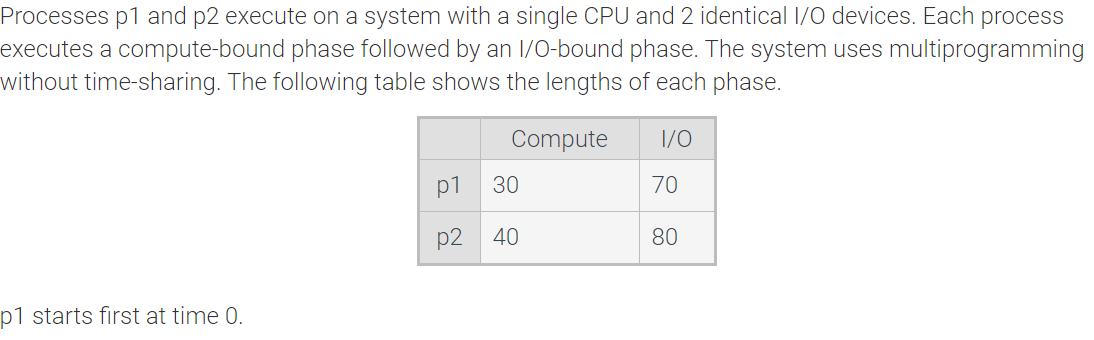 Processes p1 and p2 execute on a system with a single CPU and 2 identical I/O devices. Each process
executes a compute-bound phase followed by an I/O-bound phase. The system uses multiprogramming
without time-sharing. The following table shows the lengths of each phase.
Compute I/O
p1 30 70
p2 40 80
p1 starts first at time 0.